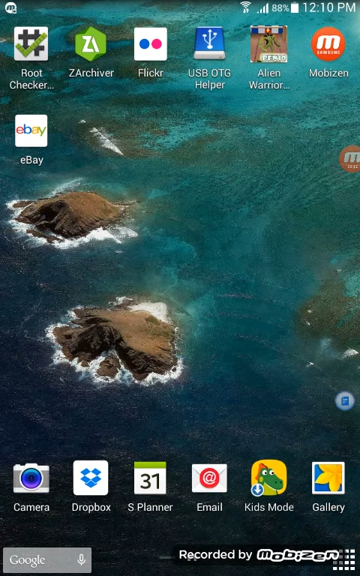 88% 12:10 PM
Root Checker... ZArchiver Flickr USB OTG Helper Alien Warrior... Mobizen
ebay
eBay
31
Camera Dropbox S Planner Email Kids Mode Gallery
Google
Recorded by mobizen